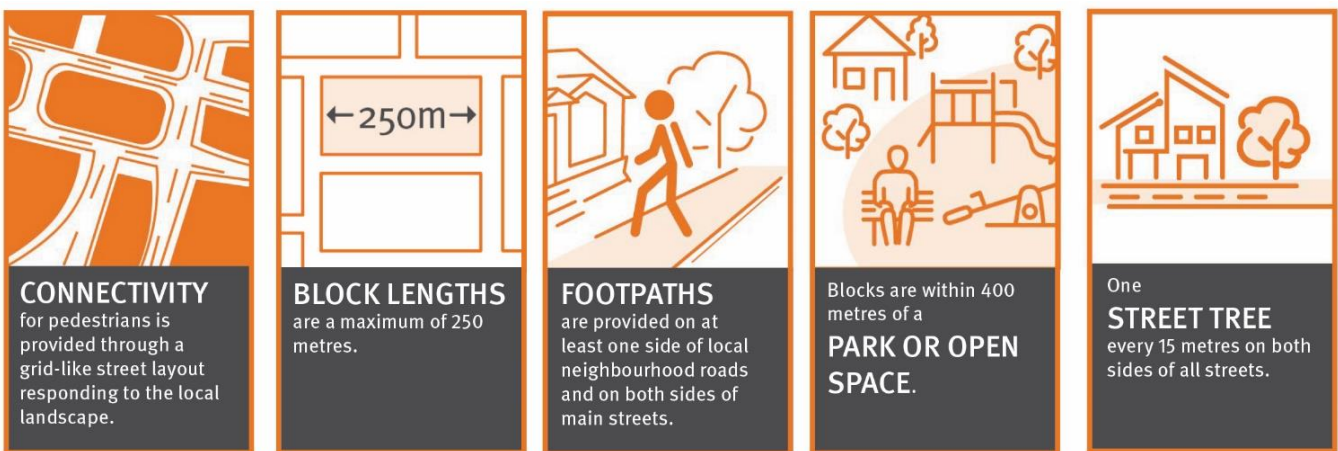 CONNECTIVITY
for pedestrians is
provided through a
grid-like street layout
responding to the local
landscape.
←250m→
BLOCK LENGTHS
are a maximum of 250
metres.
FOOTPATHS
are provided on at
least one side of local
neighbourhood roads
and on both sides of
main streets.
Blocks are within 400
metres of a
PARK OR OPEN
SPACE.
One
STREET TREE
every 15 metres on both
sides of all streets.